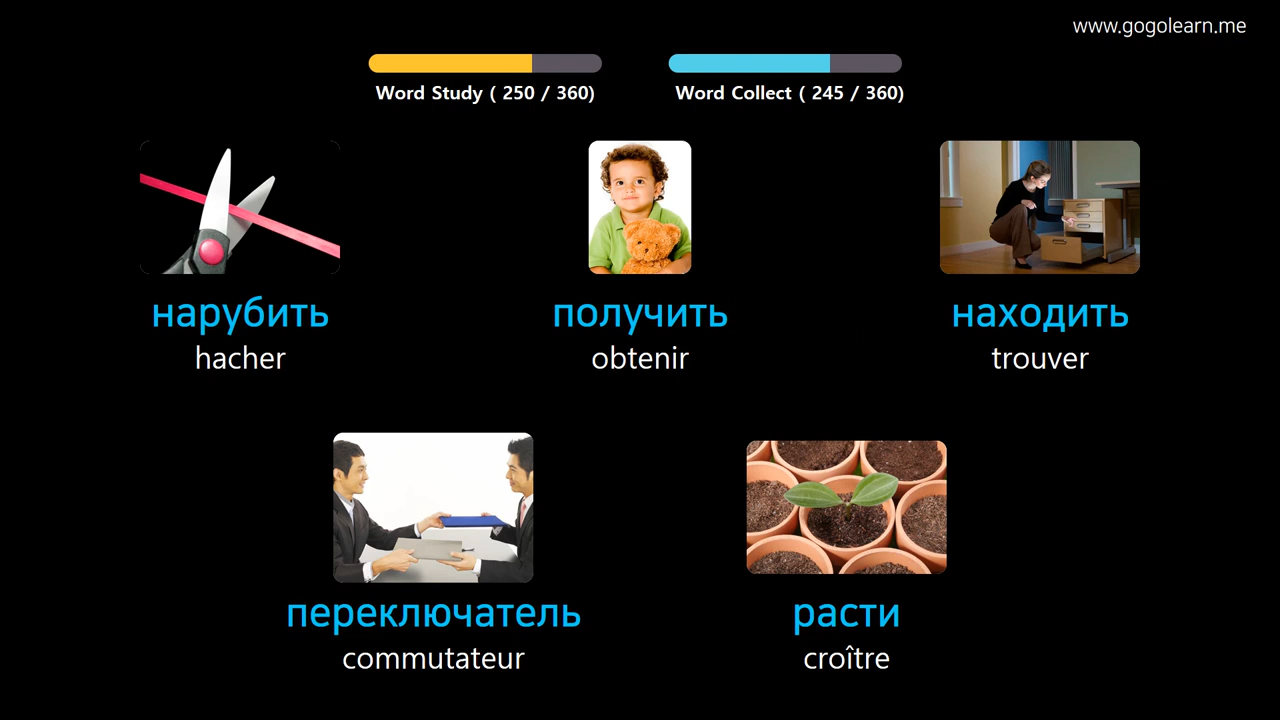 www.gogolearn.me
Word Study ( 250 / 360)
Word Collect ( 245 / 360)
нарубить
hacher
получить
obtenir
находить
trouver
переключатель
commutateur
расти
croître